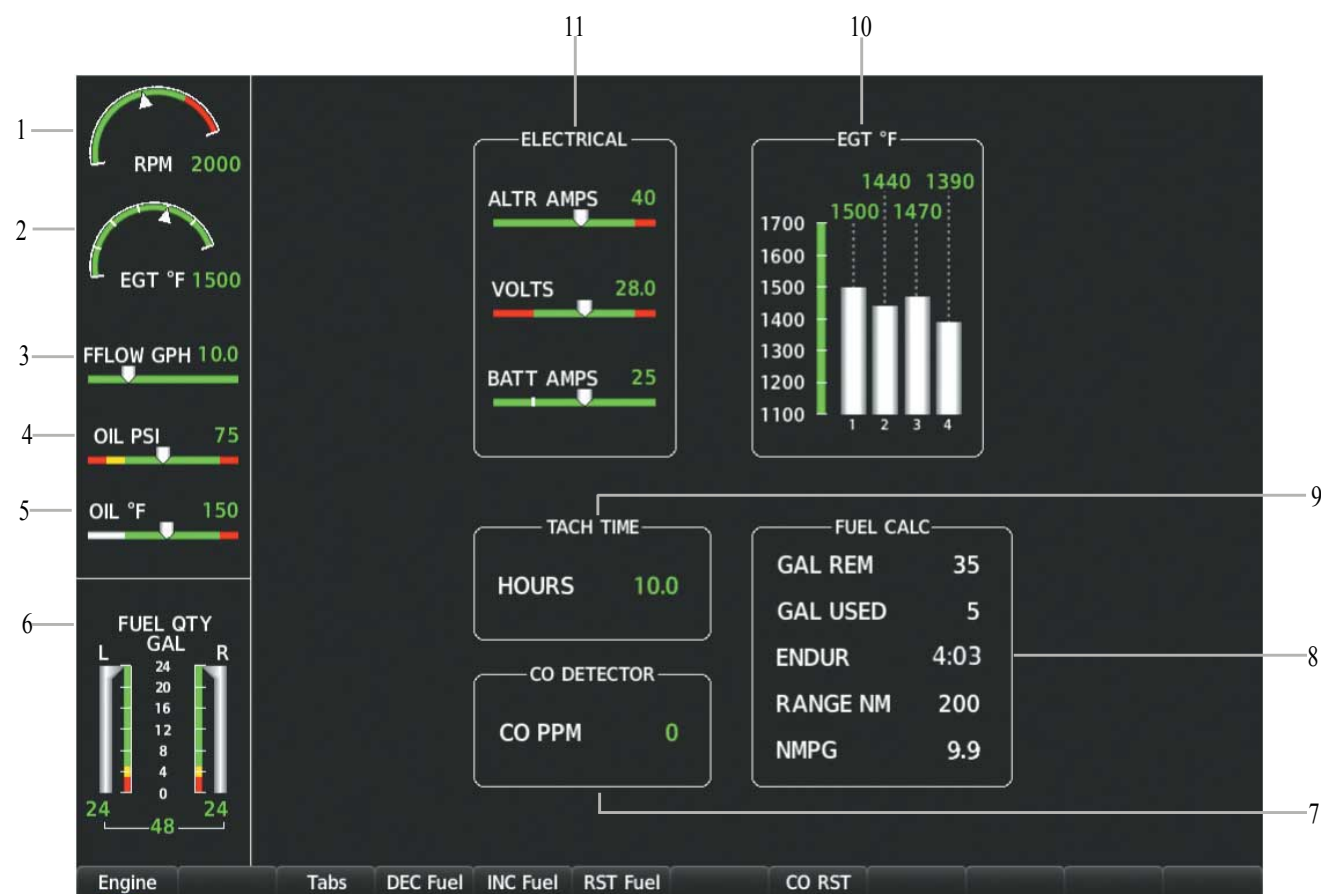 11
10
1
RPM 2000
2
EGT °F 1500
3
FFLOW GPH 10.0
4
OIL PSI 75
5
OIL °F 150
6
FUEL QTY
GAL
L
R
24
20
16
12
8
4
0
24
24
48
ELECTRICAL
ALTR AMPS 40
VOLTS 28.0
BATT AMPS 25
EGT °F
1440 1390
1500 1470
1700
1600
1500
1400
1300
1200
1100
1 2 3 4
9
TACH TIME
HOURS 10.0
CO DETECTOR
CO PPM 0
7
FUEL CALC
GAL REM 35
GAL USED 5
ENDUR 4:03
RANGE NM 200
NMPG 9.9
8
Engine Tabs DEC Fuel INC Fuel RST Fuel CO RST